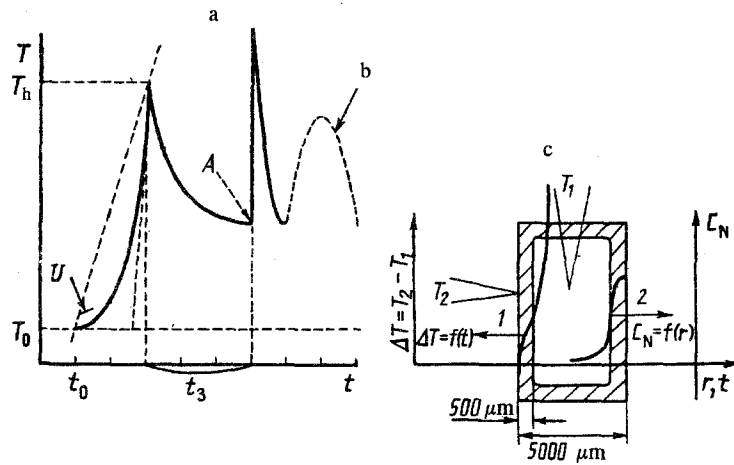 a
T
T_h
b
A
U
T_0
t_0
t_3
t
c
T_1
C_N
ΔT = T_2 − T_1
T_2
1
2
ΔT=f(t)
C_N=f(r)
r, t
500 μm
5000 μm